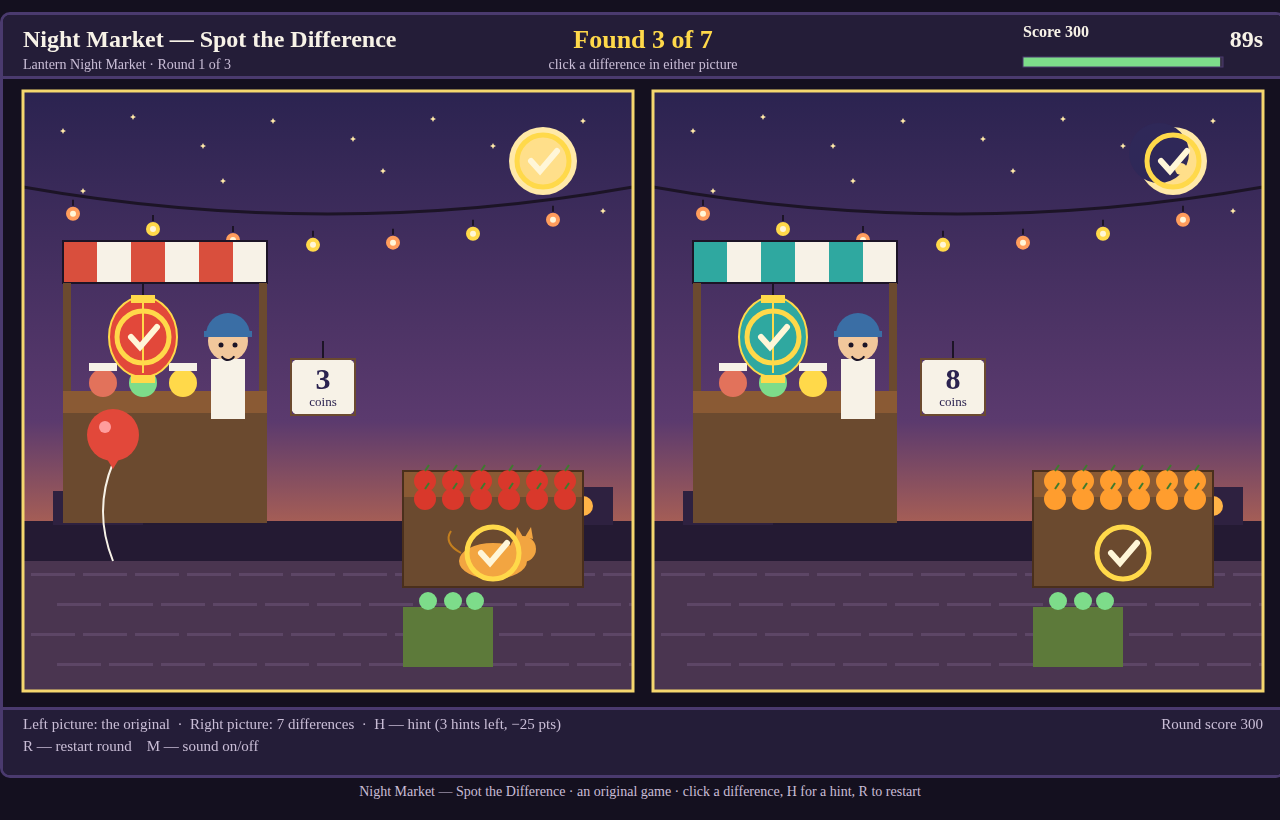 Night Market — Spot the Difference
Lantern Night Market · Round 1 of 3
Found 3 of 7
click a difference in either picture
Score 300
89s
3
coins
8
coins
Left picture: the original · Right picture: 7 differences · H — hint (3 hints left, −25 pts)
Round score 300
R — restart round M — sound on/off
Night Market — Spot the Difference · an original game · click a difference, H for a hint, R to restart